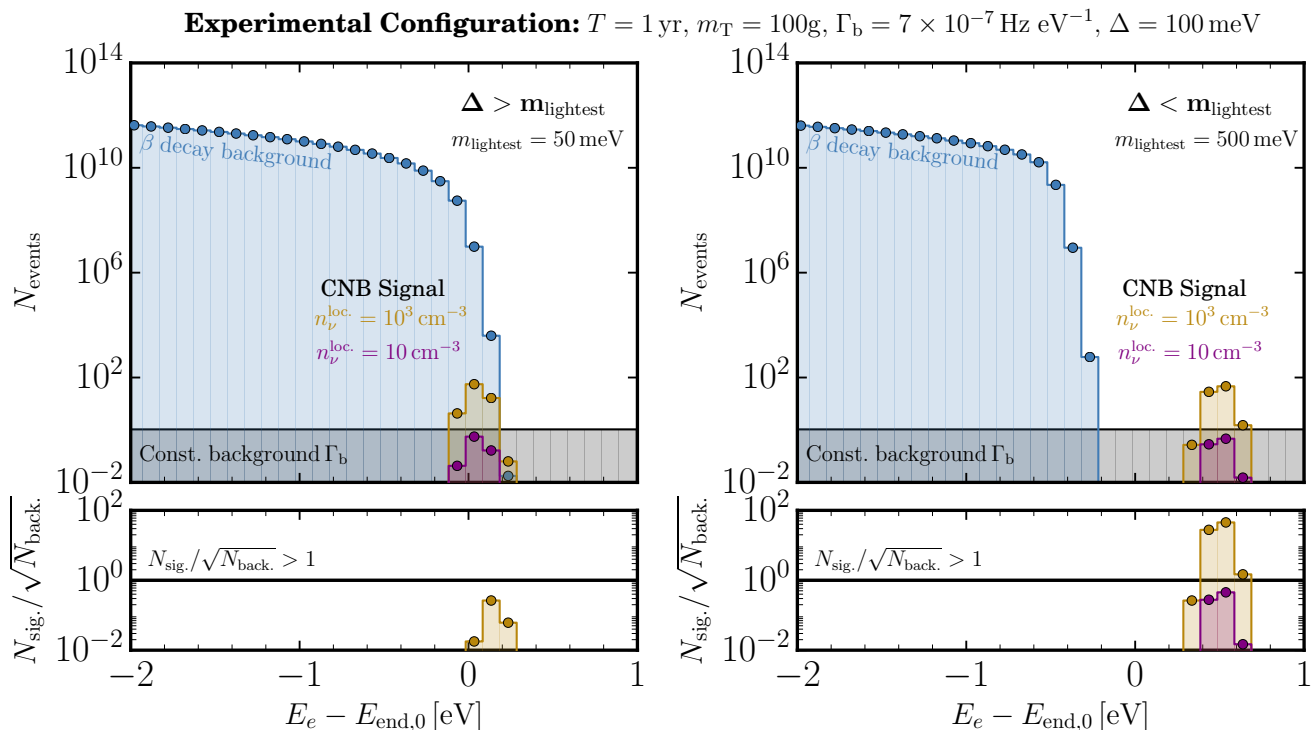 Experimental Configuration: T = 1 yr, m_T = 100g, Γ_b = 7 × 10^−7 Hz eV^−1, Δ = 100 meV
10^14
10^10
10^6
10^2
10^−2
N_events
Δ > m_lightest
m_lightest = 50 meV
β decay background
CNB Signal
n_ν^loc. = 10^3 cm^−3
n_ν^loc. = 10 cm^−3
Const. background Γ_b
10^2
10^0
10^−2
N_sig./√N_back.
N_sig./√N_back. > 1
−2
−1
0
1
E_e − E_end,0 [eV]
10^14
10^10
10^6
10^2
10^−2
N_events
Δ < m_lightest
m_lightest = 500 meV
β decay background
CNB Signal
n_ν^loc. = 10^3 cm^−3
n_ν^loc. = 10 cm^−3
Const. background Γ_b
10^2
10^0
10^−2
N_sig./√N_back.
N_sig./√N_back. > 1
−2
−1
0
1
E_e − E_end,0 [eV]